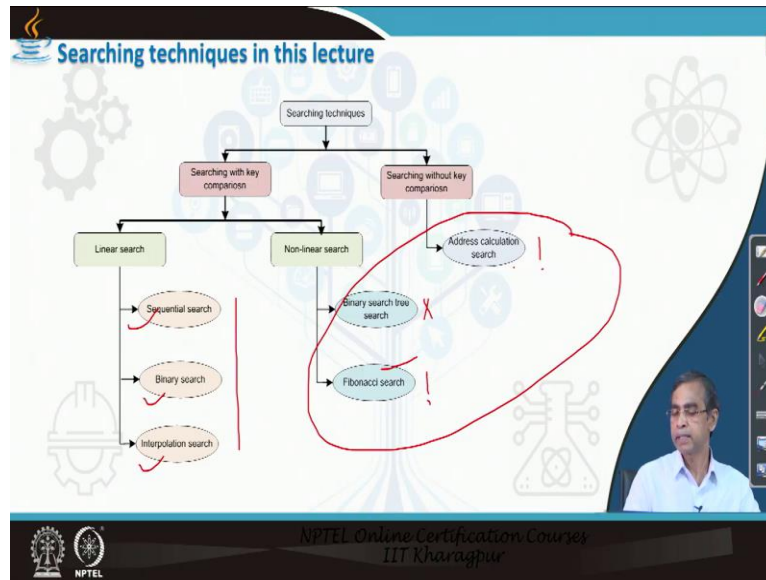 Searching techniques in this lecture
Searching techniques
Searching with key
compariosn
Searching without key
compariosn
Linear search
Non-linear search
Address calculation
search
!
Sequential search
Binary search tree
search
X
Binary search
Fibonacci search
!
Interpolation search
NPTEL Online Certification Courses
IIT Kharagpur
NPTEL